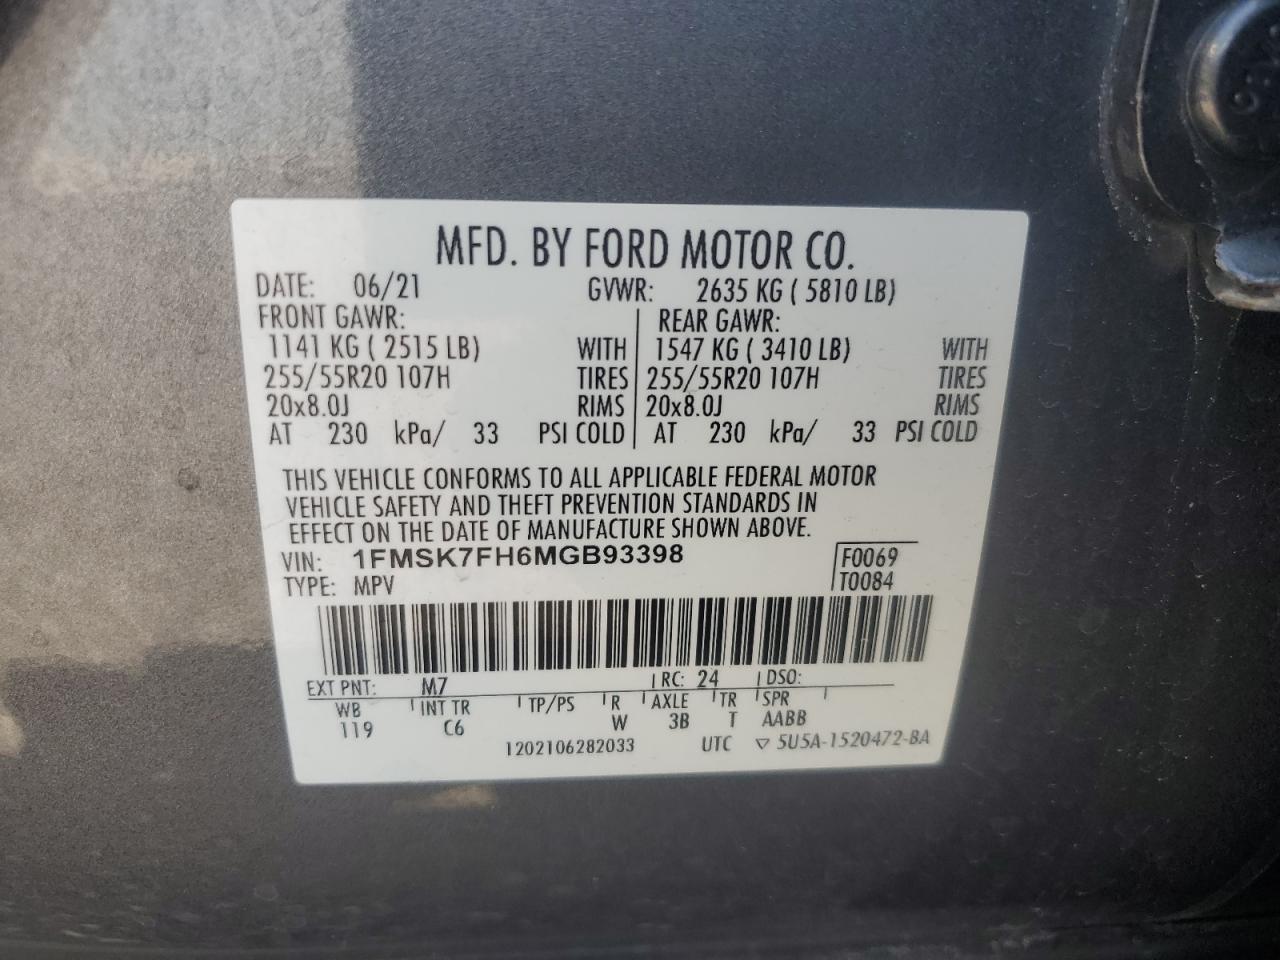 MFD. BY FORD MOTOR CO.
DATE: 06/21 GVWR: 2635 KG ( 5810 LB)
FRONT GAWR: REAR GAWR:
1141 KG ( 2515 LB) WITH 1547 KG ( 3410 LB) WITH
255/55R20 107H TIRES 255/55R20 107H TIRES
20x8.0J RIMS 20x8.0J RIMS
AT 230 kPa/ 33 PSI COLD AT 230 kPa/ 33 PSI COLD
THIS VEHICLE CONFORMS TO ALL APPLICABLE FEDERAL MOTOR
VEHICLE SAFETY AND THEFT PREVENTION STANDARDS IN
EFFECT ON THE DATE OF MANUFACTURE SHOWN ABOVE.
VIN: 1FMSK7FH6MGB93398 F0069
TYPE: MPV T0084
EXT PNT: M7 RC: 24 DSO:
WB INT TR TP/PS R AXLE TR SPR
119 C6 W 3B T AABB
1202106282033 UTC ▽ 5U5A-1520472-BA